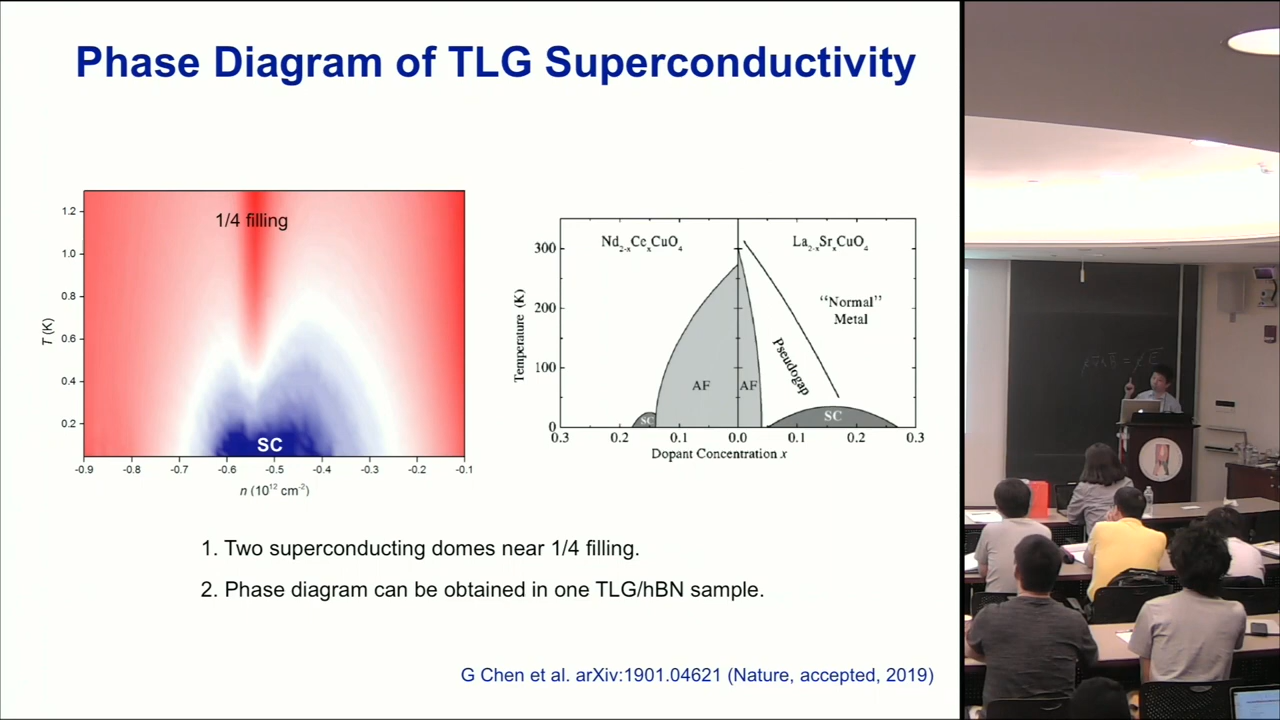 Phase Diagram of TLG Superconductivity
1/4 filling
SC
1.2
1.0
0.8
0.6
0.4
0.2
T (K)
-0.9 -0.8 -0.7 -0.6 -0.5 -0.4 -0.3 -0.2 -0.1
n (10¹² cm⁻²)
Nd₂₋ₓCeₓCuO₄
La₂₋ₓSrₓCuO₄
"Normal"
Metal
Pseudogap
AF
AF
SC
SC
300
200
100
0
Temperature (K)
0.3 0.2 0.1 0.0 0.1 0.2 0.3
Dopant Concentration x
1. Two superconducting domes near 1/4 filling.
2. Phase diagram can be obtained in one TLG/hBN sample.
G Chen et al. arXiv:1901.04621 (Nature, accepted, 2019)